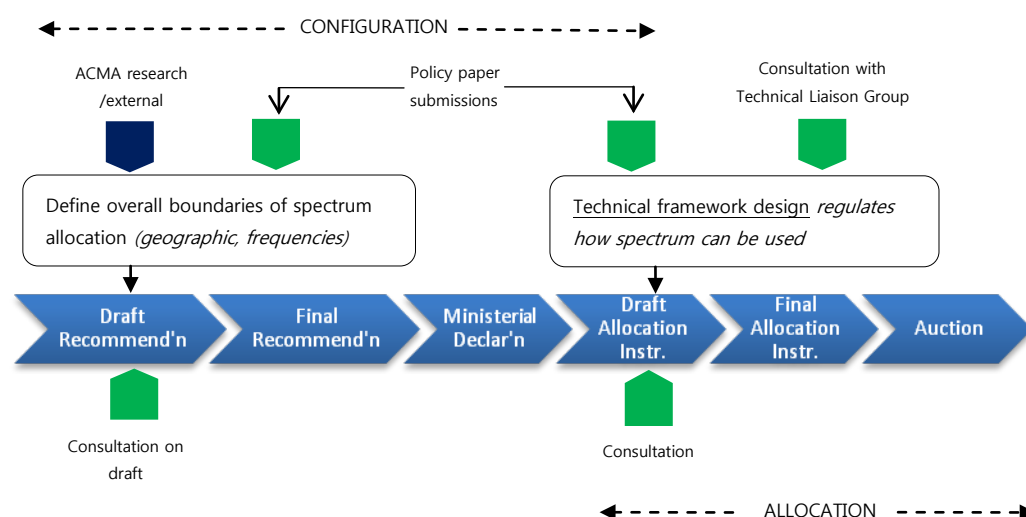 CONFIGURATION
ACMA research
/external
Policy paper
submissions
Consultation with
Technical Liaison Group
Define overall boundaries of spectrum
allocation (geographic, frequencies)
Technical framework design regulates
how spectrum can be used
Draft
Recommend'n
Final
Recommend'n
Ministerial
Declar'n
Draft
Allocation
Instr.
Final
Allocation
Instr.
Auction
Consultation on
draft
Consultation
ALLOCATION